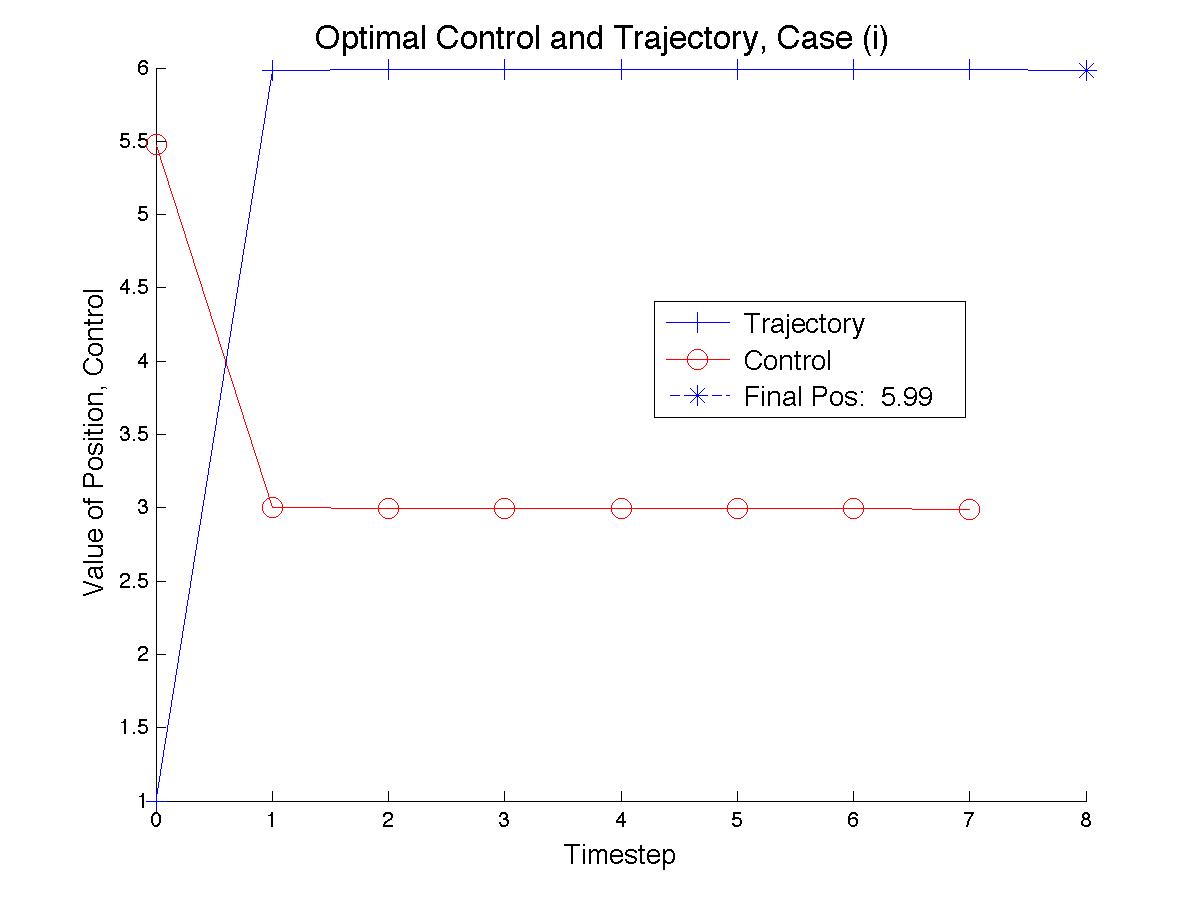 Optimal Control and Trajectory, Case (i)
6
5.5
5
4.5
4
3.5
3
2.5
2
1.5
1
Value of Position, Control
Trajectory
Control
Final Pos: 5.99
0 1 2 3 4 5 6 7 8
Timestep